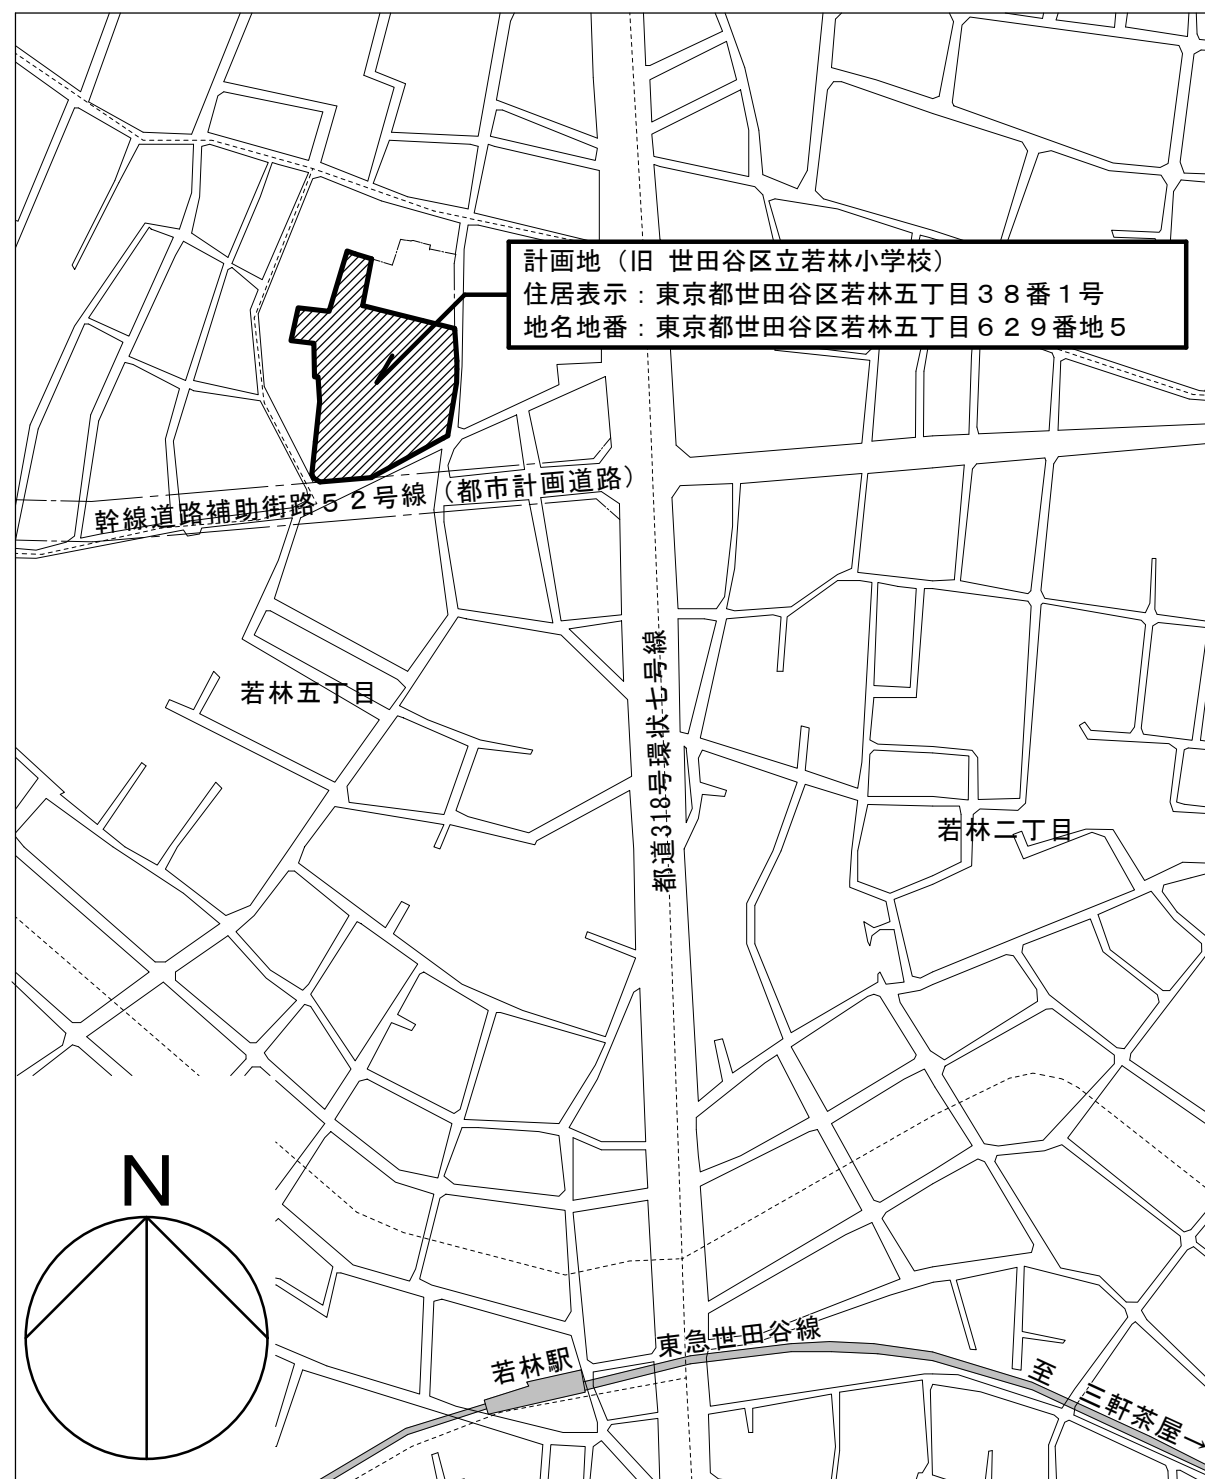 計画地（旧 世田谷区立若林小学校）
住居表示：東京都世田谷区若林五丁目３８番１号
地名地番：東京都世田谷区若林五丁目６２９番地５
幹線道路補助街路５２号線（都市計画道路）
都道318号環状七号線
若林五丁目
若林二丁目
N
東急世田谷線
若林駅
至 三軒茶屋→